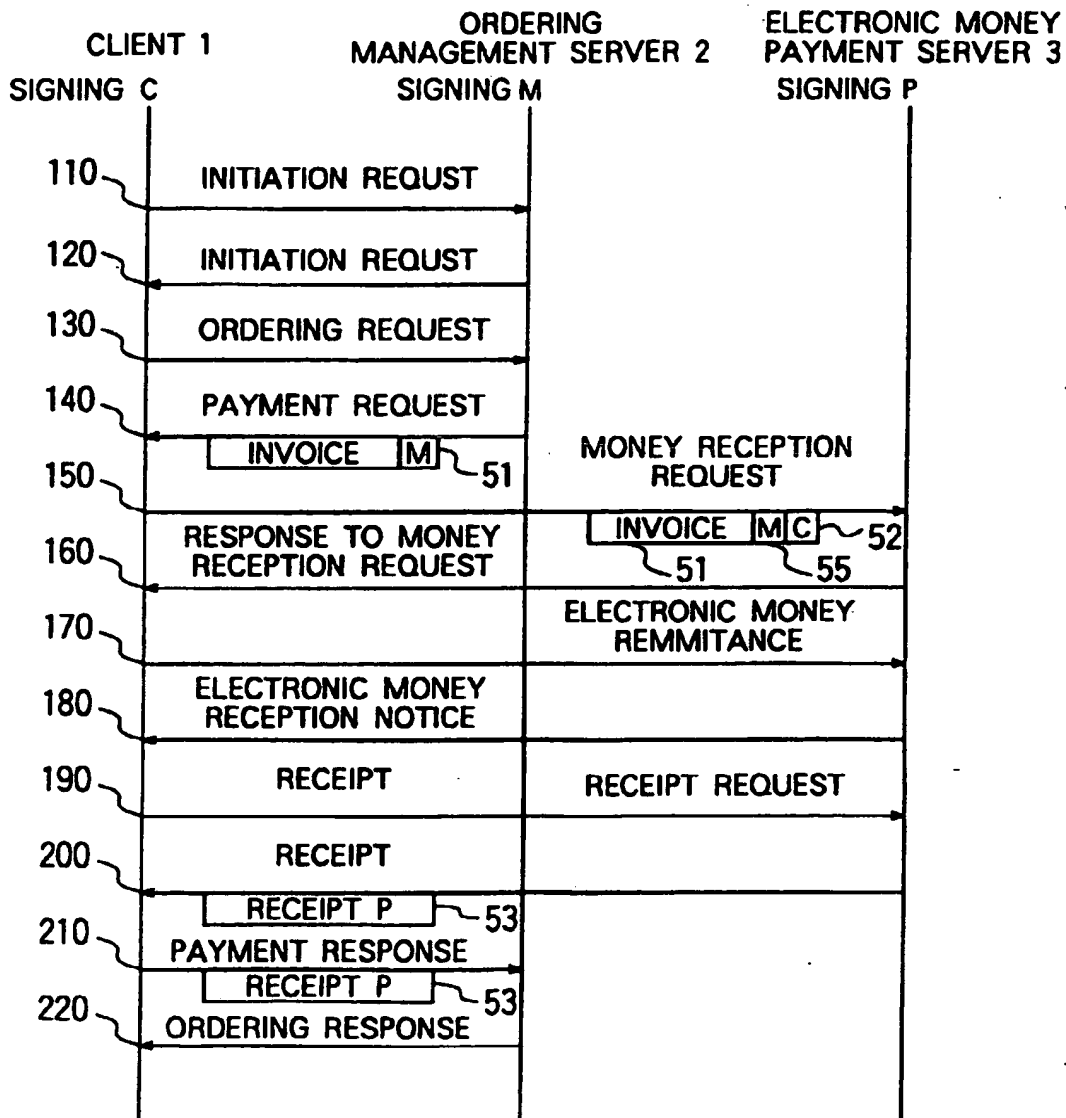 CLIENT 1
ORDERING
MANAGEMENT SERVER 2
ELECTRONIC MONEY
PAYMENT SERVER 3
SIGNING C
SIGNING M
SIGNING P
110
INITIATION REQUST
120
INITIATION REQUST
130
ORDERING REQUEST
140
PAYMENT REQUEST
INVOICE M
51
150
MONEY RECEPTION
REQUEST
INVOICE M C
52
51
55
160
RESPONSE TO MONEY
RECEPTION REQUEST
170
ELECTRONIC MONEY
REMMITANCE
180
ELECTRONIC MONEY
RECEPTION NOTICE
190
RECEIPT
RECEIPT REQUEST
200
RECEIPT
RECEIPT P
53
210
PAYMENT RESPONSE
RECEIPT P
53
220
ORDERING RESPONSE